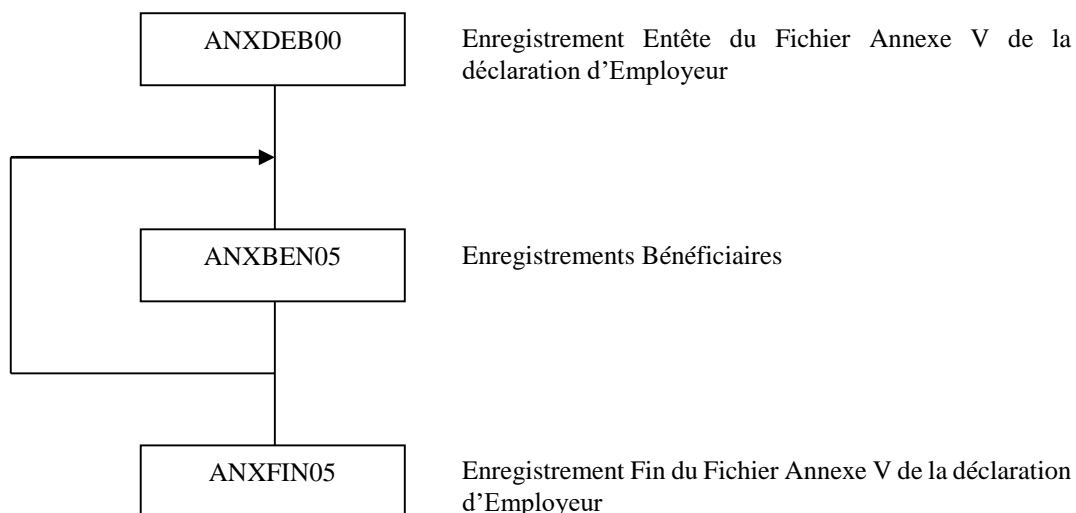 ANXDEB00
Enregistrement Entête du Fichier Annexe V de la
déclaration d’Employeur
ANXBEN05
Enregistrements Bénéficiaires
ANXFIN05
Enregistrement Fin du Fichier Annexe V de la déclaration
d’Employeur